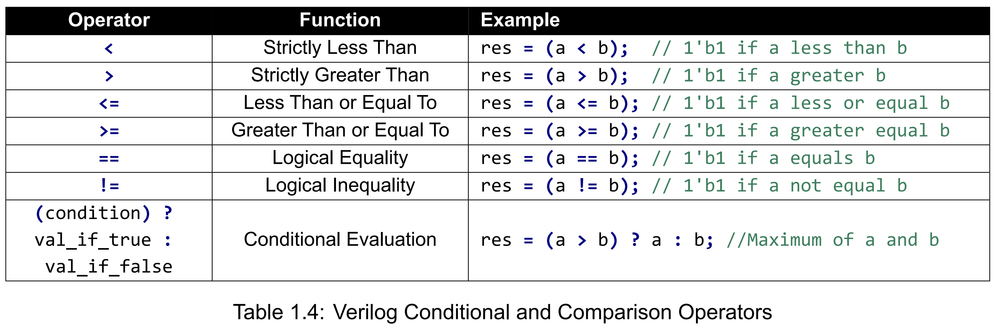 Operator Function Example
< Strictly Less Than res = (a < b); // 1'b1 if a less than b
> Strictly Greater Than res = (a > b); // 1'b1 if a greater b
<= Less Than or Equal To res = (a <= b); // 1'b1 if a less or equal b
>= Greater Than or Equal To res = (a >= b); // 1'b1 if a greater equal b
== Logical Equality res = (a == b); // 1'b1 if a equals b
!= Logical Inequality res = (a != b); // 1'b1 if a not equal b
(condition) ?
val_if_true :
val_if_false
Conditional Evaluation
res = (a > b) ? a : b; //Maximum of a and b
Table 1.4: Verilog Conditional and Comparison Operators